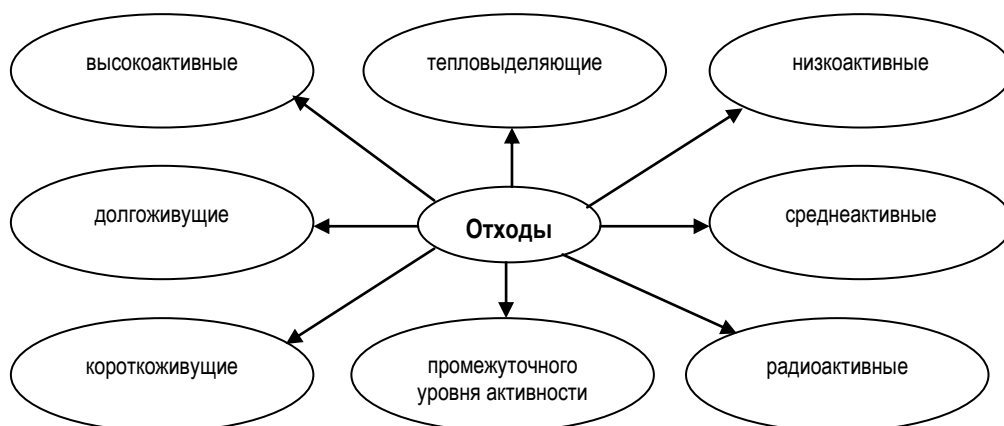 высокоактивные
тепловыделяющие
низкоактивные
долгоживущие
Отходы
среднеактивные
короткоживущие
промежуточного
уровня активности
радиоактивные